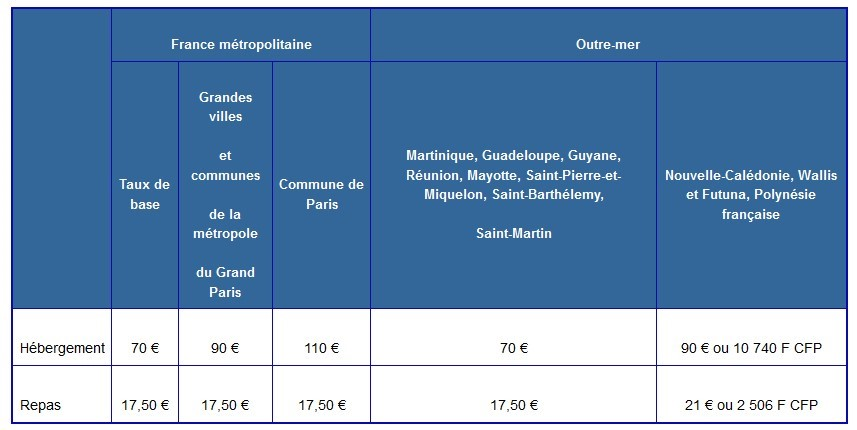 France métropolitaine
Outre-mer
Taux de
base
Grandes
villes
et
communes
de la
métropole
du Grand
Paris
Commune de
Paris
Martinique, Guadeloupe, Guyane,
Réunion, Mayotte, Saint-Pierre-et-
Miquelon, Saint-Barthélemy,
Saint-Martin
Nouvelle-Calédonie, Wallis
et Futuna, Polynésie
française
Hébergement 70 € 90 € 110 € 70 € 90 € ou 10 740 F CFP
Repas 17,50 € 17,50 € 17,50 € 17,50 € 21 € ou 2 506 F CFP